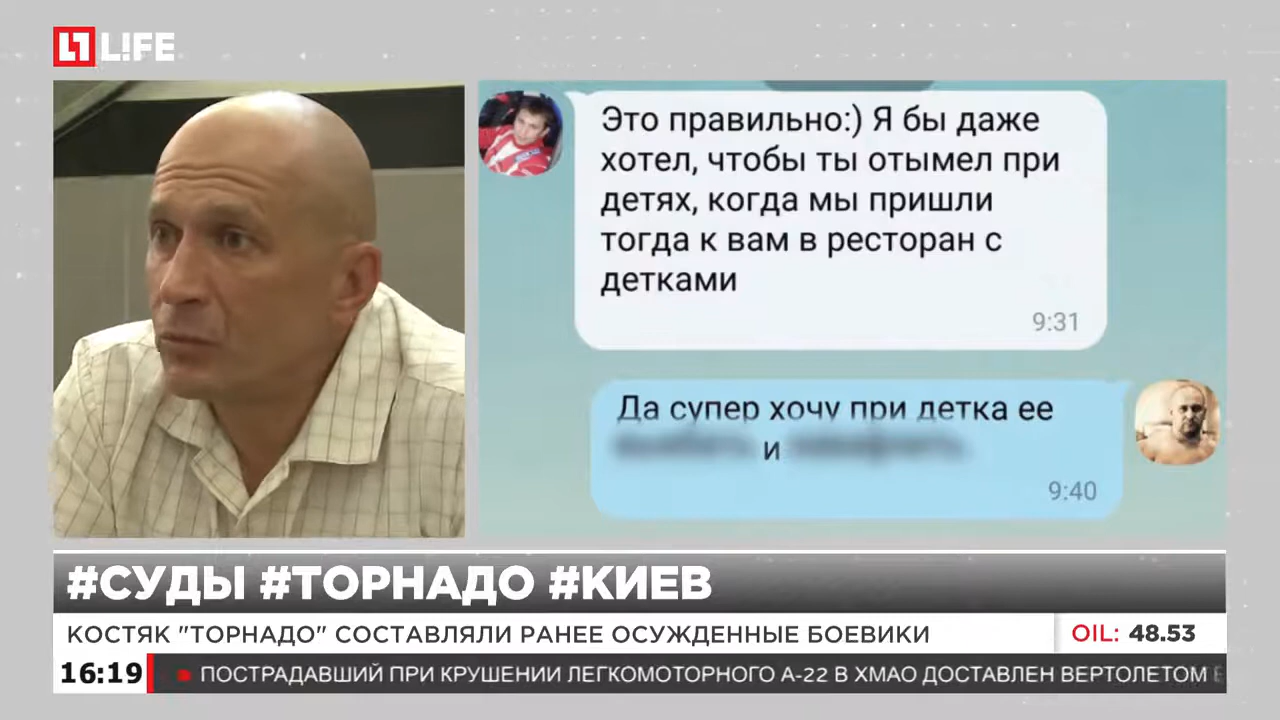 L!FE
Это правильно:) Я бы даже
хотел, чтобы ты отымел при
детях, когда мы пришли
тогда к вам в ресторан с
детками
9:31
Да супер хочу при детка ее
и
9:40
#СУДЫ #ТОРНАДО #КИЕВ
КОСТЯК "ТОРНАДО" СОСТАВЛЯЛИ РАНЕЕ ОСУЖДЕННЫЕ БОЕВИКИ
OIL: 48.53
16:19
ПОСТРАДАВШИЙ ПРИ КРУШЕНИИ ЛЕГКОМОТОРНОГО А-22 В ХМАО ДОСТАВЛЕН ВЕРТОЛЕТОМ